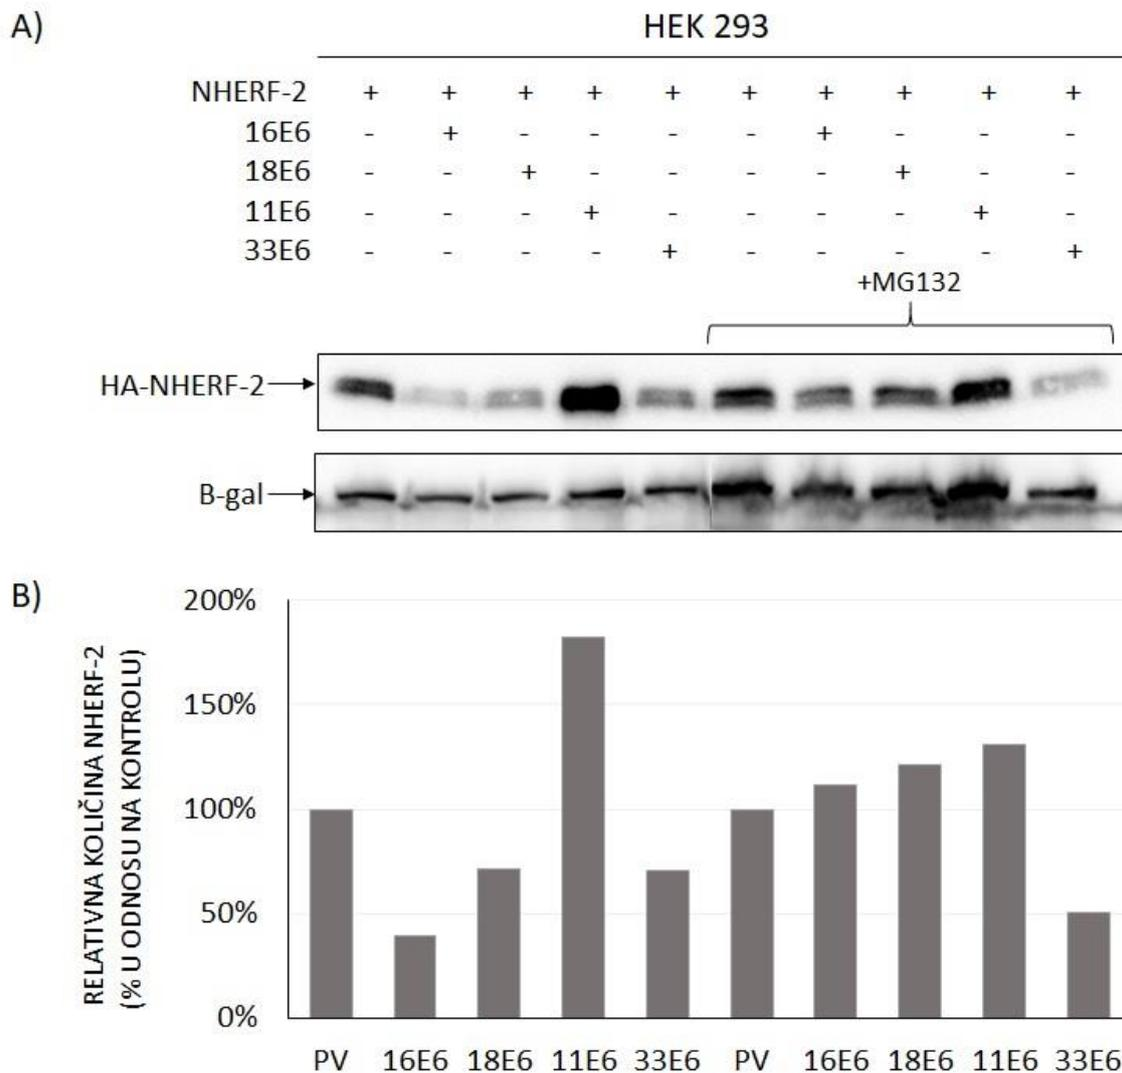 A)
HEK 293
NHERF-2 + + + + + + + + + +
16E6 - + - - - - + - - -
18E6 - - + - - - - + - -
11E6 - - - + - - - - + -
33E6 - - - - + - - - - +
+MG132
HA-NHERF-2
B-gal
B)
RELATIVNA KOLIČINA NHERF-2
(% U ODNOSU NA KONTROLU)
200%
150%
100%
50%
0%
PV 16E6 18E6 11E6 33E6 PV 16E6 18E6 11E6 33E6